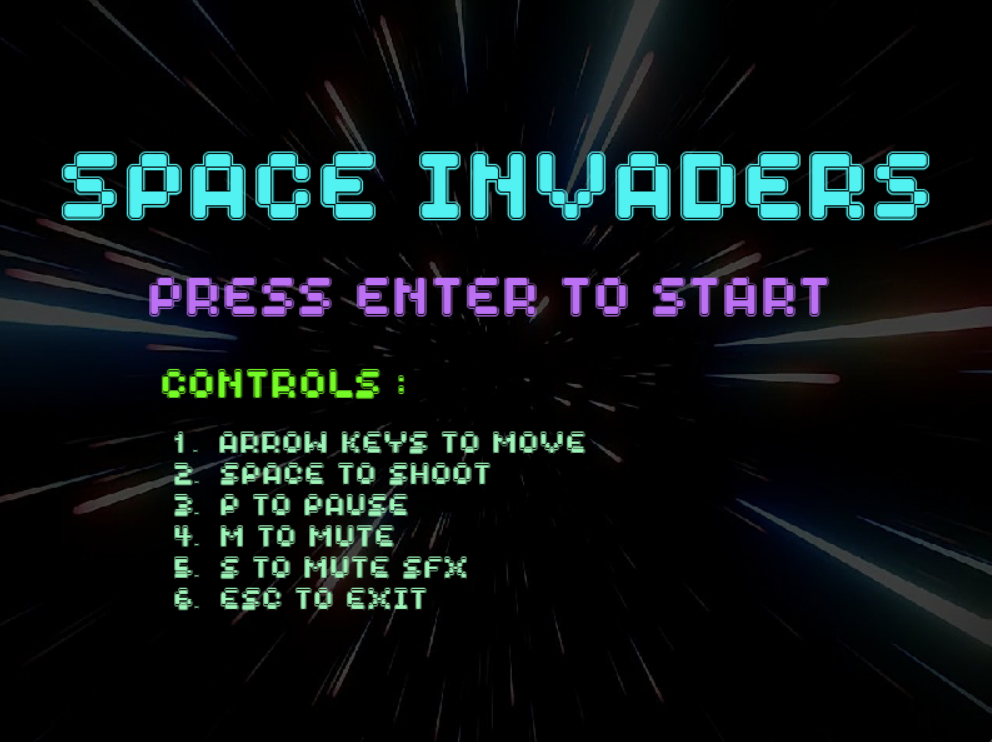 SPACE INVADERS
PRESS ENTER TO START
CONTROLS :
1. ARROW KEYS TO MOVE
2. SPACE TO SHOOT
3. P TO PAUSE
4. M TO MUTE
5. S TO MUTE SFX
6. ESC TO EXIT